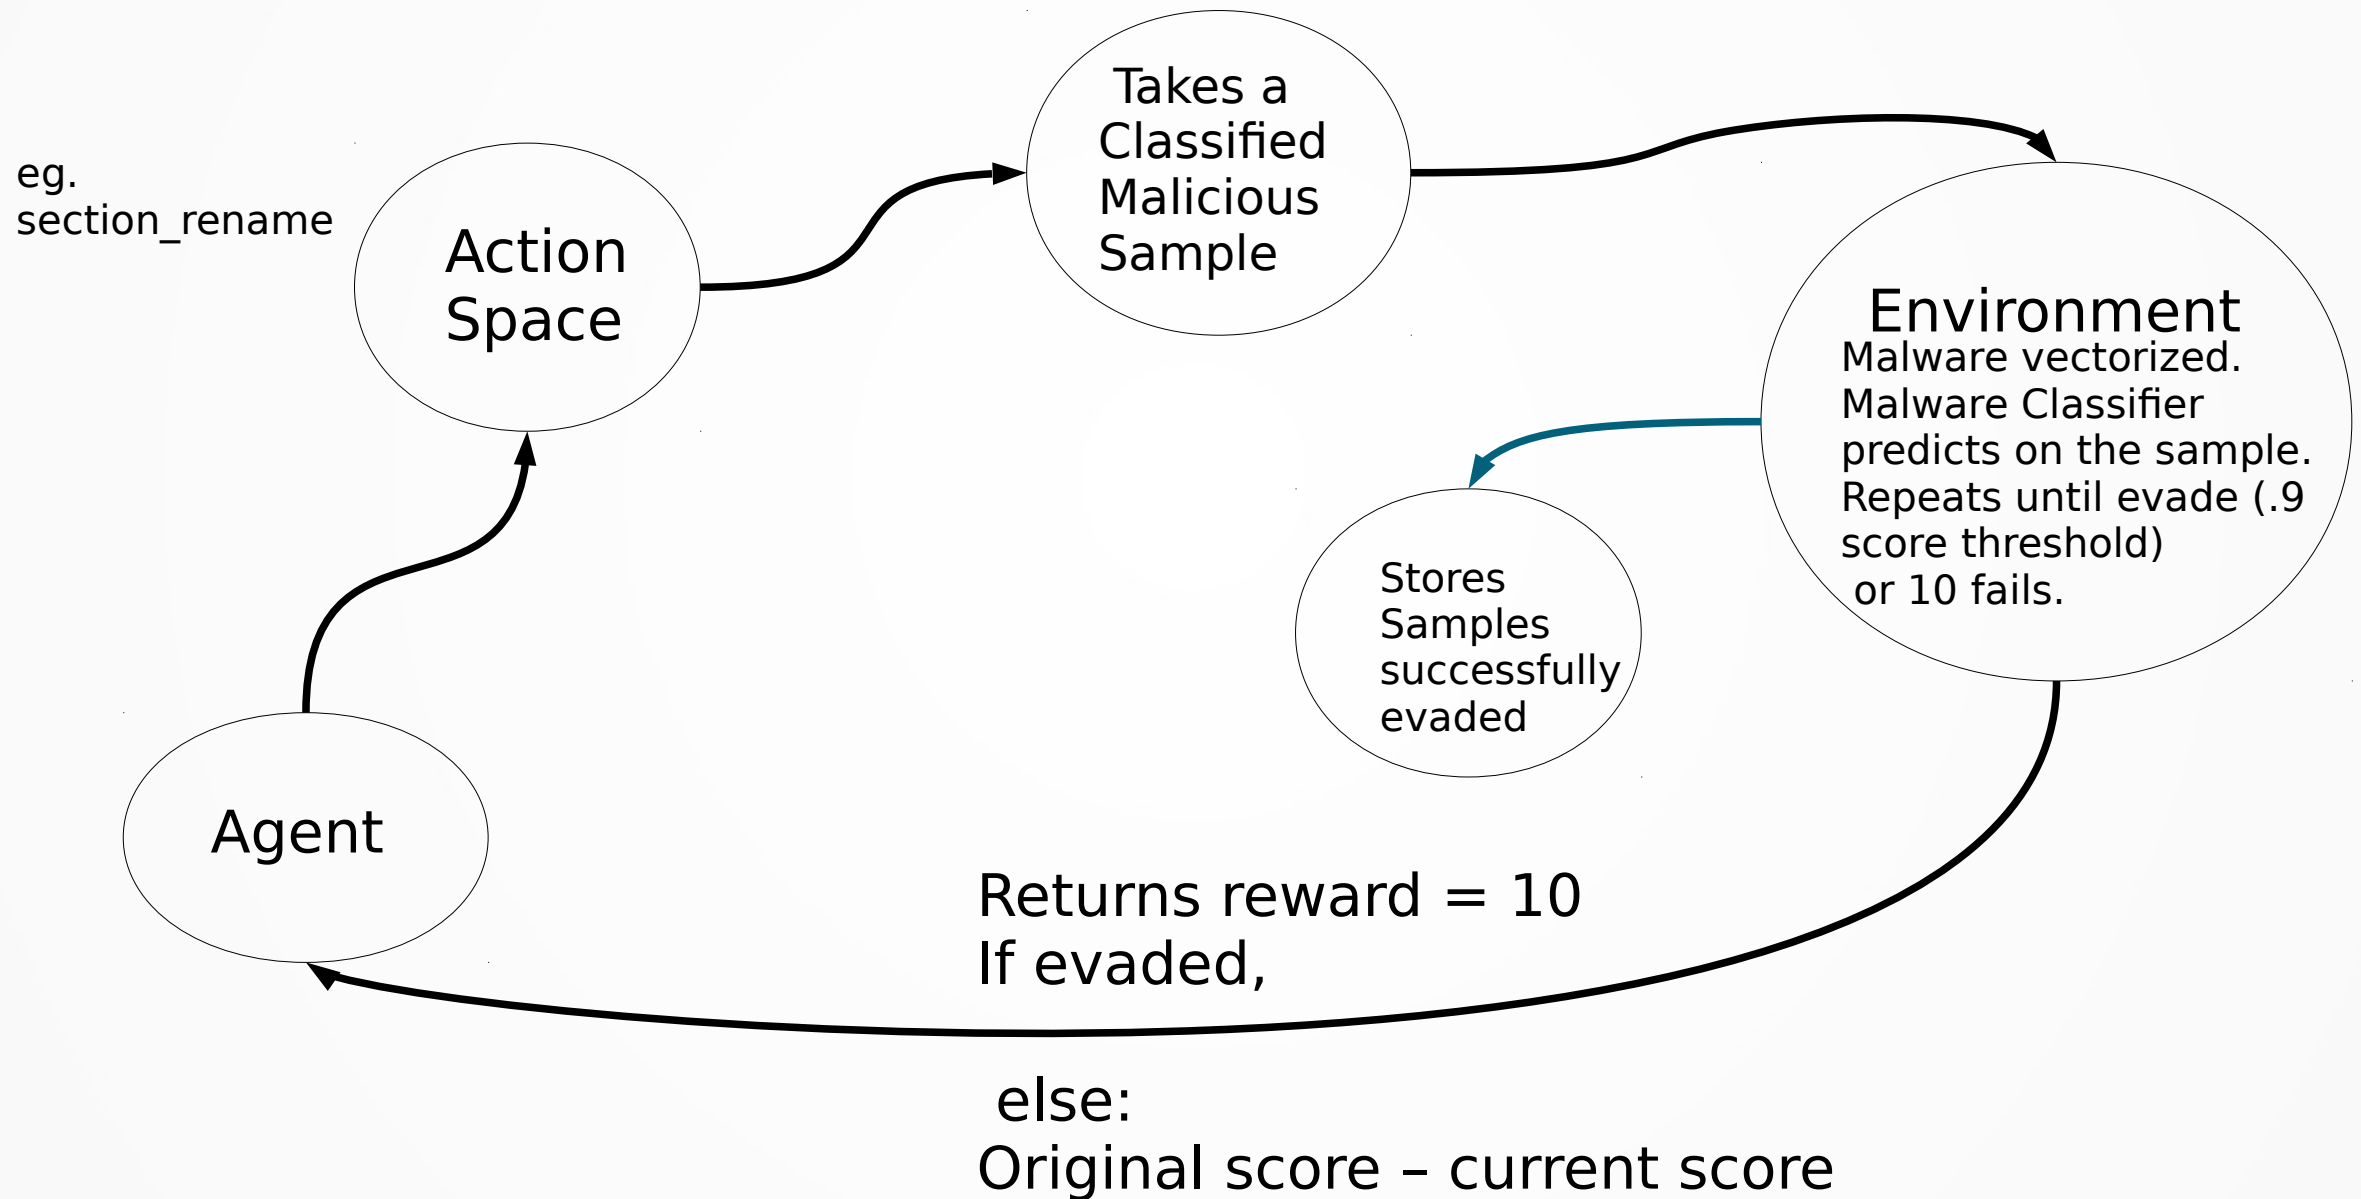 eg.
section_rename
Action
Space
Takes a
Classified
Malicious
Sample
Environment
Malware vectorized.
Malware Classifier
predicts on the sample.
Repeats until evade (.9
score threshold)
or 10 fails.
Stores
Samples
successfully
evaded
Agent
Returns reward = 10
If evaded,
else:
Original score – current score